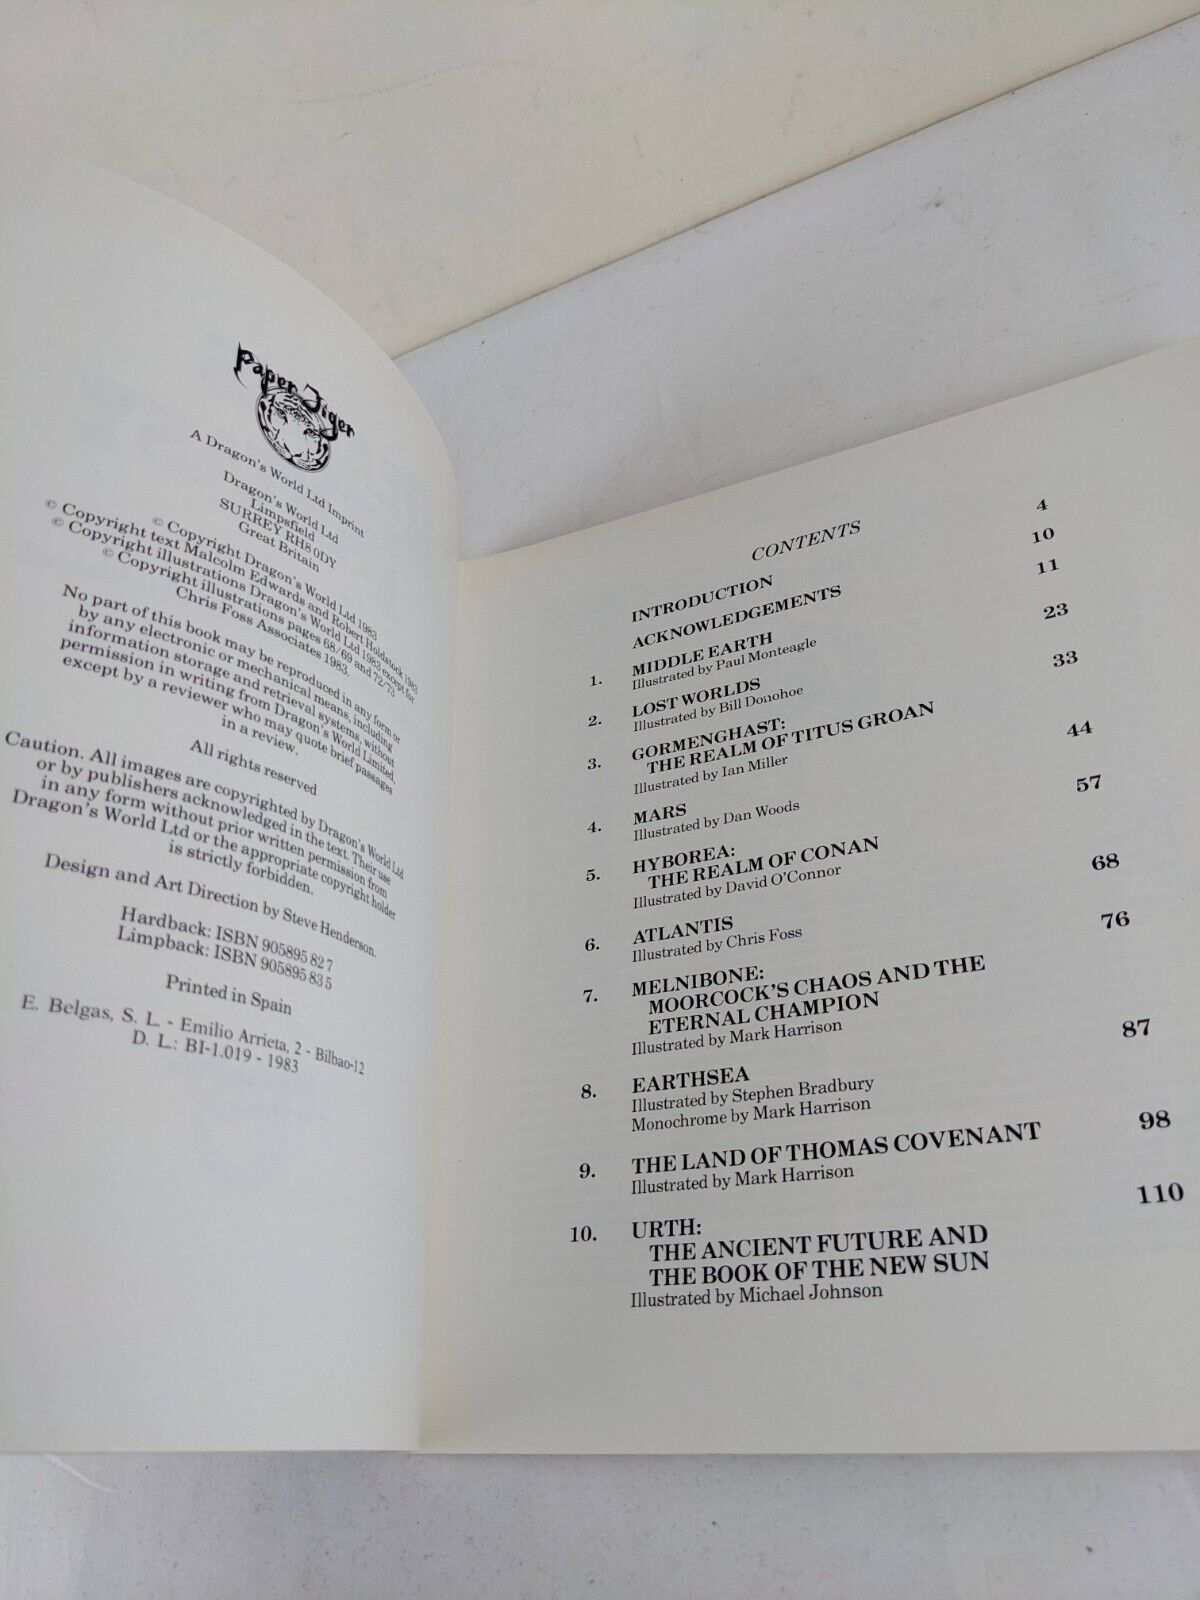 Paper Tiger
A Dragon's World Ltd Imprint
Dragon's World Ltd
Limpsfield
SURREY RH8 0DY
Great Britain
© Copyright Dragon's World Ltd 1983
© Copyright text Malcolm Edwards and Robert Holdstock 1983
© Copyright illustrations Dragon's World Ltd 1983 except for
© Copyright illustrations pages 68/69 and 72/73
Chris Foss Associates 1983.
No part of this book may be reproduced in any form or
by any electronic or mechanical means, including
information storage and retrieval systems, without
permission in writing from Dragon's World Limited,
except by a reviewer who may quote brief passages
in a review.
All rights reserved
Caution. All images are copyrighted by Dragon's World Ltd
or by publishers acknowledged in the text. Their use
in any form without prior written permission from
Dragon's World Ltd or the appropriate copyright holder
is strictly forbidden.
Design and Art Direction by Steve Henderson.
Hardback: ISBN 905895 82 7
Limpback: ISBN 905895 83 5
Printed in Spain
E. Belgas, S. L. - Emilio Arrieta, 2 - Bilbao-12
D. L.: BI-1.019 - 1983
CONTENTS
INTRODUCTION 4
ACKNOWLEDGEMENTS 10
1. MIDDLE EARTH 11
Illustrated by Paul Monteagle
2. LOST WORLDS 23
Illustrated by Bill Donohoe
3. GORMENGHAST: 33
THE REALM OF TITUS GROAN
Illustrated by Ian Miller
4. MARS 44
Illustrated by Dan Woods
5. HYBOREA: 57
THE REALM OF CONAN
Illustrated by David O'Connor
6. ATLANTIS 68
Illustrated by Chris Foss
7. MELNIBONE: 76
MOORCOCK'S CHAOS AND THE
ETERNAL CHAMPION
Illustrated by Mark Harrison
8. EARTHSEA 87
Illustrated by Stephen Bradbury
Monochrome by Mark Harrison
9. THE LAND OF THOMAS COVENANT 98
Illustrated by Mark Harrison
10. URTH: 110
THE ANCIENT FUTURE AND
THE BOOK OF THE NEW SUN
Illustrated by Michael Johnson